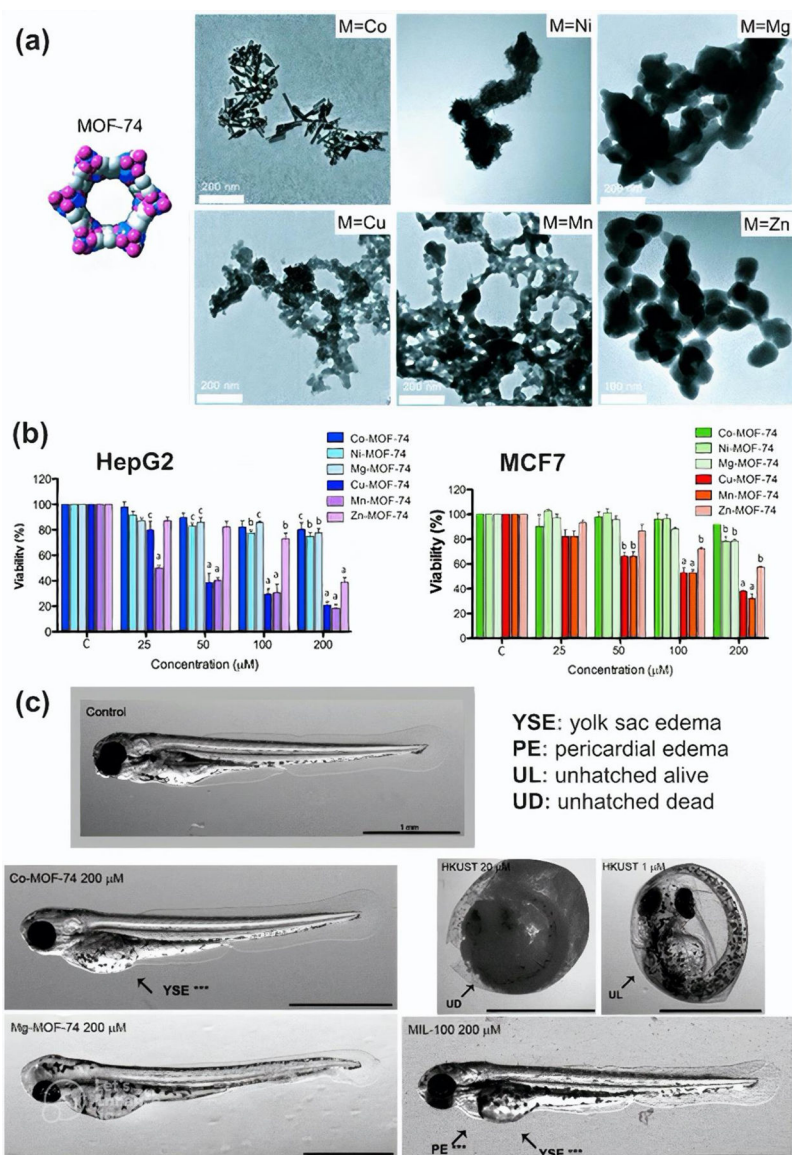 (a)
MOF-74
M=Co
M=Ni
M=Mg
200 nm
200 nm
200 nm
M=Cu
M=Mn
M=Zn
200 nm
200 nm
100 nm
(b)
HepG2
Co-MOF-74
Ni-MOF-74
Mg-MOF-74
Cu-MOF-74
Mn-MOF-74
Zn-MOF-74
Viability (%)
120
100
80
60
40
20
0
c
a
c
c
a
a
b
c
a
a
b
c
b
b
a
a
a
C
25
50
100
200
Concentration (μM)
MCF7
Co-MOF-74
Ni-MOF-74
Mg-MOF-74
Cu-MOF-74
Mn-MOF-74
Zn-MOF-74
Viability (%)
120
100
80
60
40
20
0
b
b
a
a
b
b
b
a
a
b
C
25
50
100
200
Concentration (μM)
(c)
Control
1 mm
YSE: yolk sac edema
PE: pericardial edema
UL: unhatched alive
UD: unhatched dead
Co-MOF-74 200 μM
YSE ***
HKUST 20 μM
UD
HKUST 1 μM
UL
Mg-MOF-74 200 μM
MIL-100 200 μM
PE ***
YSE ***